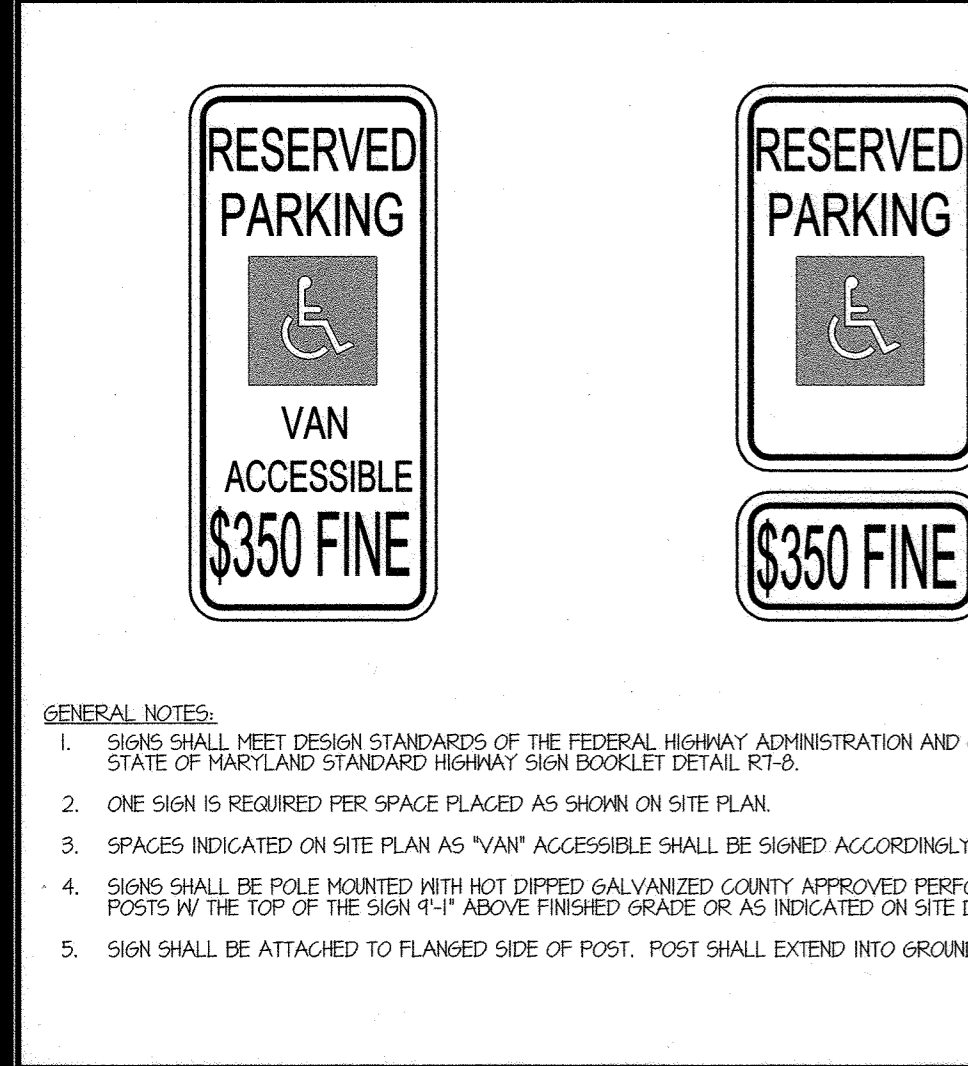 RESERVED
PARKING
VAN
ACCESSIBLE
$350 FINE
RESERVED
PARKING
$350 FINE
GENERAL NOTES:
1. SIGNS SHALL MEET DESIGN STANDARDS OF THE FEDERAL HIGHWAY ADMINISTRATION AND
STATE OF MARYLAND STANDARD HIGHWAY SIGN BOOKLET DETAIL R7-8.
2. ONE SIGN IS REQUIRED PER SPACE PLACED AS SHOWN ON SITE PLAN.
3. SPACES INDICATED ON SITE PLAN AS "VAN" ACCESSIBLE SHALL BE SIGNED ACCORDINGLY
4. SIGNS SHALL BE POLE MOUNTED WITH HOT DIPPED GALVANIZED COUNTY APPROVED
POSTS W/ THE TOP OF THE SIGN 9'-1" ABOVE FINISHED GRADE OR AS INDICATED ON SITE
5. SIGN SHALL BE ATTACHED TO FLANGED SIDE OF POST. POST SHALL EXTEND INTO